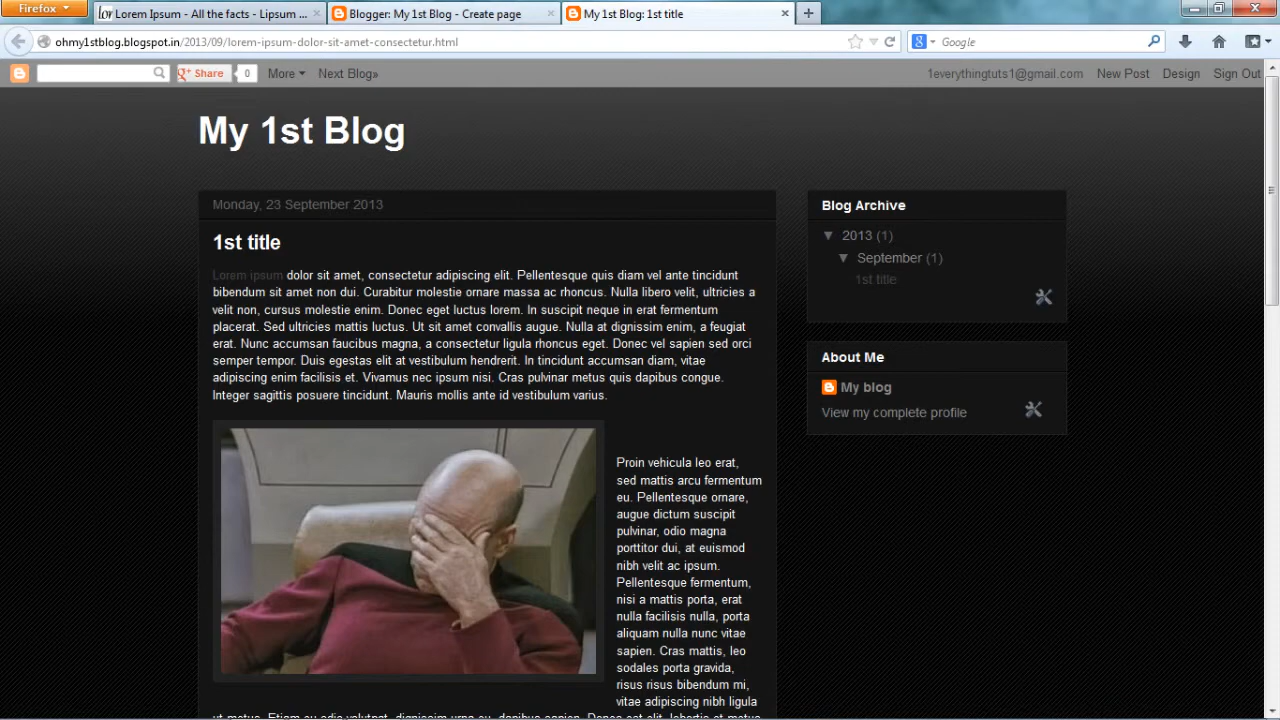 Firefox
Lorem Ipsum - All the facts - Lipsum ...
Blogger: My 1st Blog - Create page
My 1st Blog: 1st title
ohmy1stblog.blogspot.in/2013/09/lorem-ipsum-dolor-sit-amet-consectetur.html
Google
Share
0
More
Next Blog»
1everythingtuts1@gmail.com
New Post
Design
Sign Out
My 1st Blog
Monday, 23 September 2013
1st title
Lorem ipsum dolor sit amet, consectetur adipiscing elit. Pellentesque quis diam vel ante tincidunt
bibendum sit amet non dui. Curabitur molestie ornare massa ac rhoncus. Nulla libero velit, ultricies a
velit non, cursus molestie enim. Donec eget luctus lorem. In suscipit neque in erat fermentum
placerat. Sed ultricies mattis luctus. Ut sit amet convallis augue. Nulla at dignissim enim, a feugiat
erat. Nunc accumsan faucibus magna, a consectetur ligula rhoncus eget. Donec vel sapien sed orci
semper tempor. Duis egestas elit at vestibulum hendrerit. In tincidunt accumsan diam, vitae
adipiscing enim facilisis et. Vivamus nec ipsum nisi. Cras pulvinar metus quis dapibus congue.
Integer sagittis posuere tincidunt. Mauris mollis ante id vestibulum varius.
Proin vehicula leo erat,
sed mattis arcu fermentum
eu. Pellentesque ornare,
augue dictum suscipit
pulvinar, odio magna
porttitor dui, at euismod
nibh velit ac ipsum.
Pellentesque fermentum,
nisi a mattis porta, erat
nulla facilisis nulla, porta
aliquam nulla nunc vitae
sapien. Cras mattis, leo
sodales porta gravida,
risus risus bibendum mi,
vitae adipiscing nibh ligula
Blog Archive
▼ 2013 (1)
▼ September (1)
1st title
About Me
My blog
View my complete profile